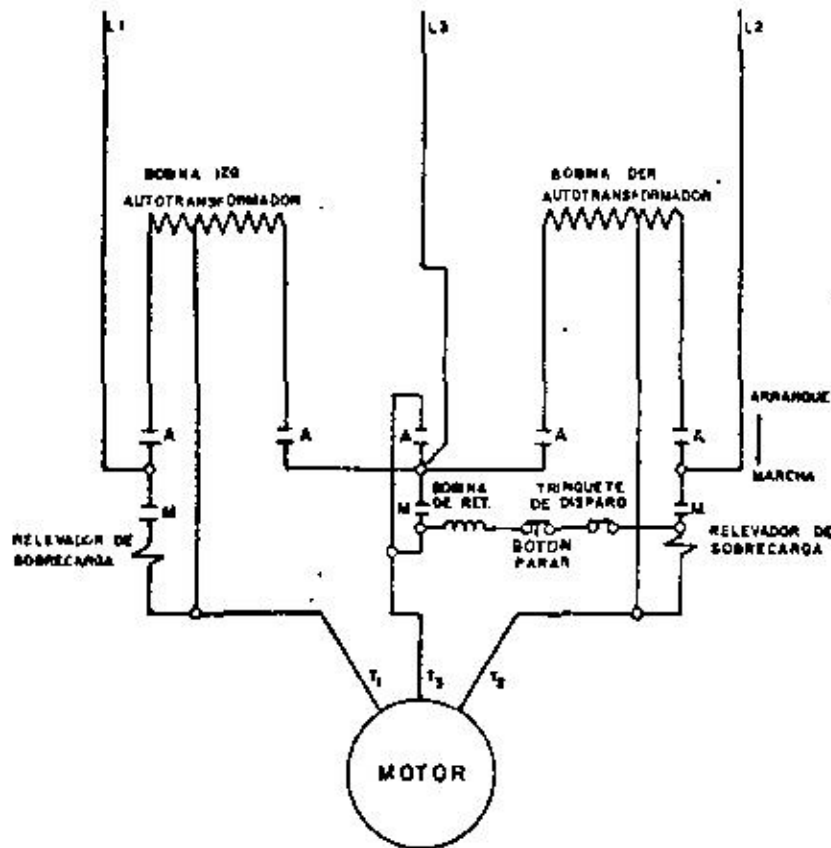 L1
L3
L2
BOBINA IZQ
AUTOTRANSFORMADOR
BOBINA DER
AUTOTRANSFORMADOR
A
A
A
A
A
ARRANQUE
MARCHA
M
M
M
BOBINA
DE RET.
TRINQUETE
DE DISPARO
BOTON
PARAR
RELEVADOR DE
SOBRECARGA
RELEVADOR DE
SOBRECARGA
T1
T3
T2
MOTOR